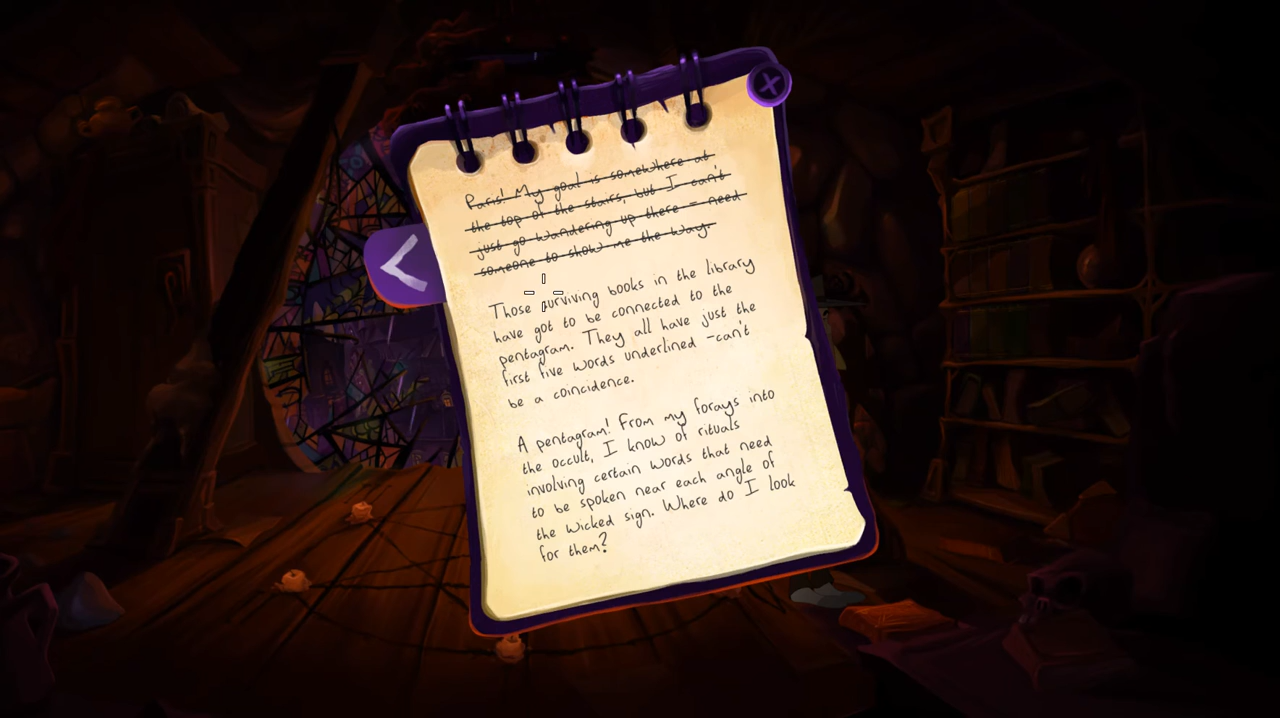 Paris! My goal is somewhere at
the top of the stairs, but I can't
just go wandering up there - need
someone to show me the way.
Those surviving books in the library
have got to be connected to the
pentagram. They all have just the
first five words underlined -can't
be a coincidence.
A pentagram! From my forays into
the occult, I know of rituals
involving certain words that need
to be spoken near each angle of
the wicked sign. Where do I look
for them?